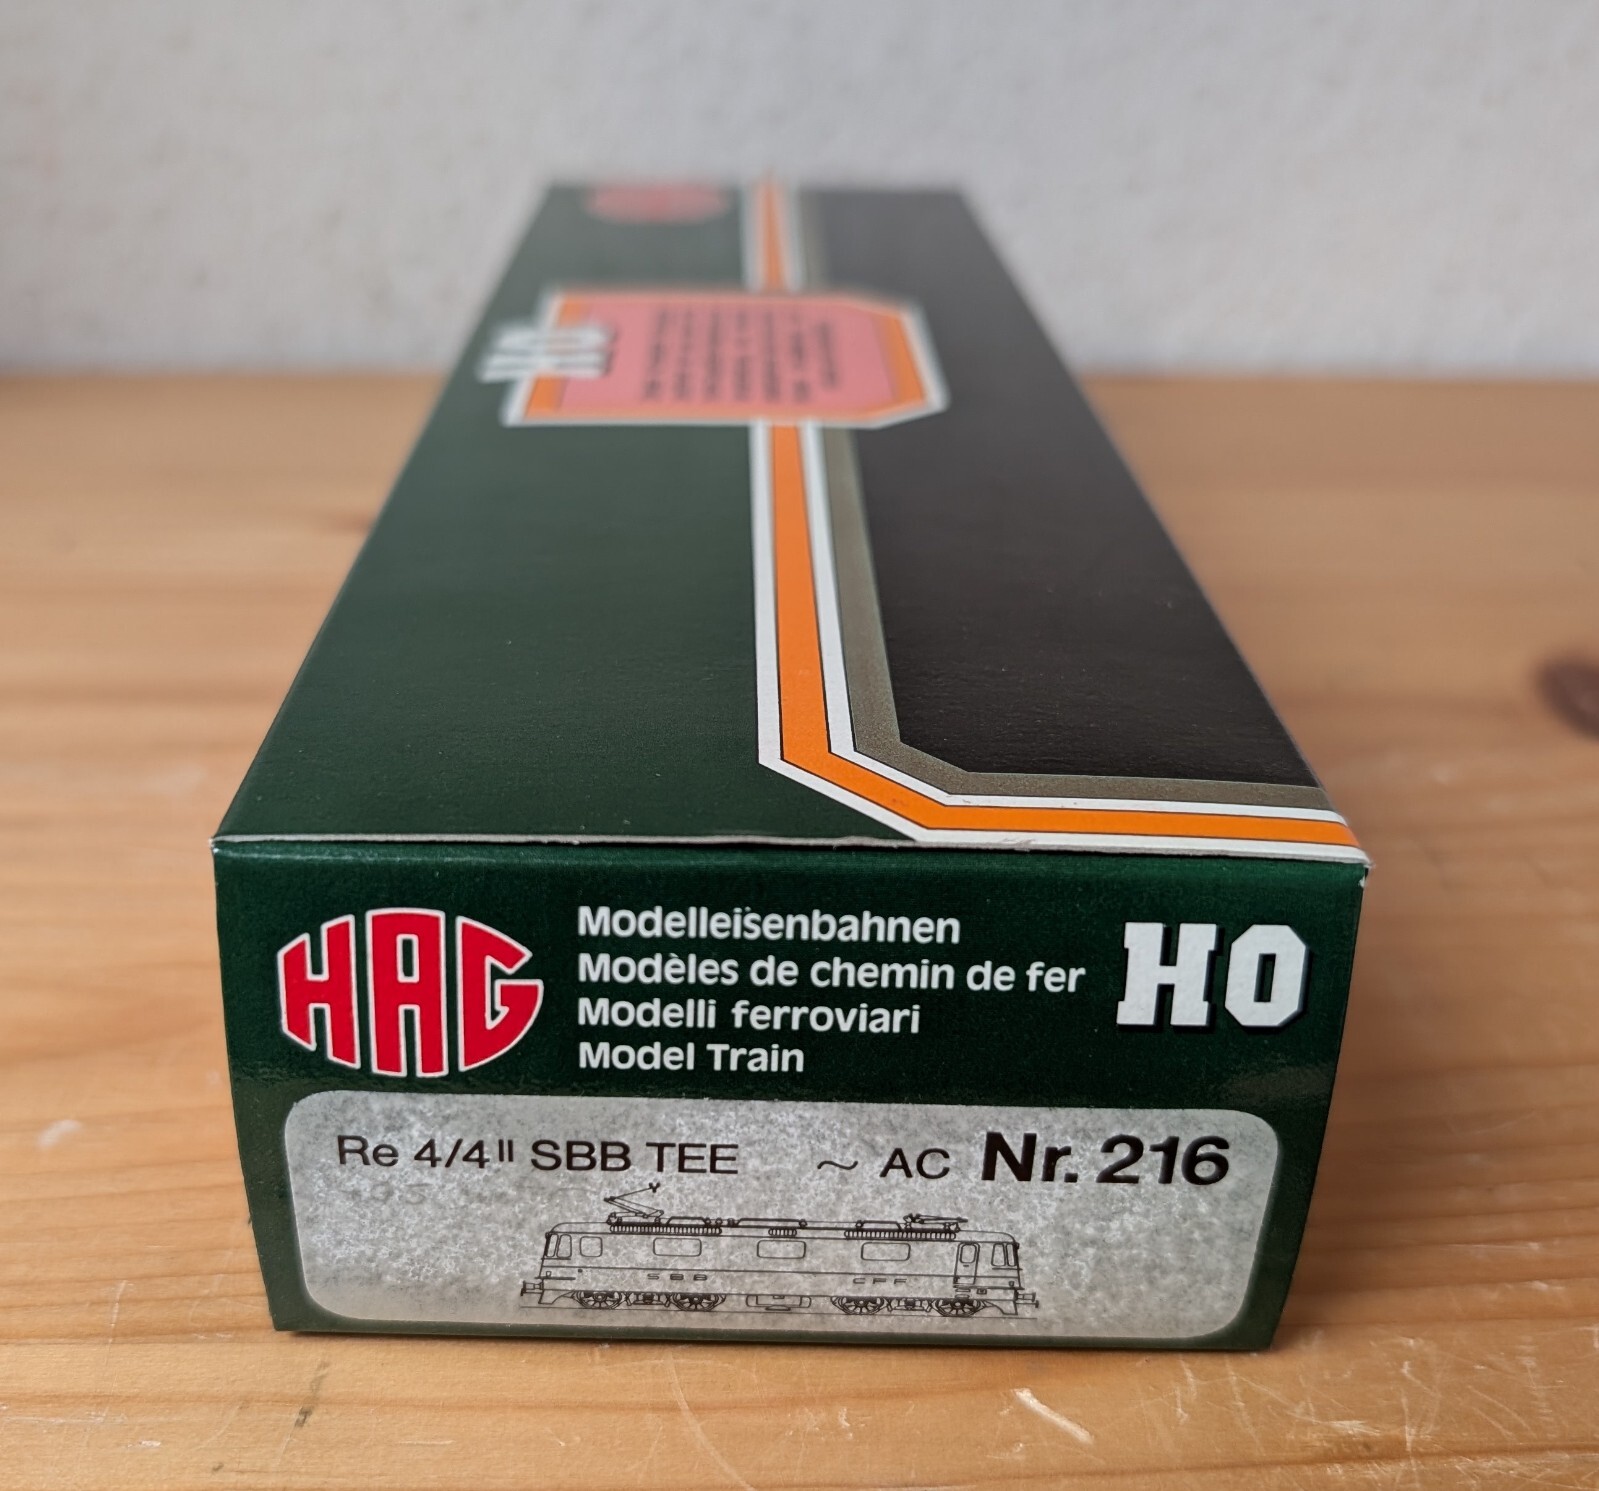 HO
HAG
Modelleisenbahnen
Modèles de chemin de fer
Modelli ferroviari
Model Train
HO
Re 4/4 II SBB TEE ~ AC Nr. 216
SBB CFF